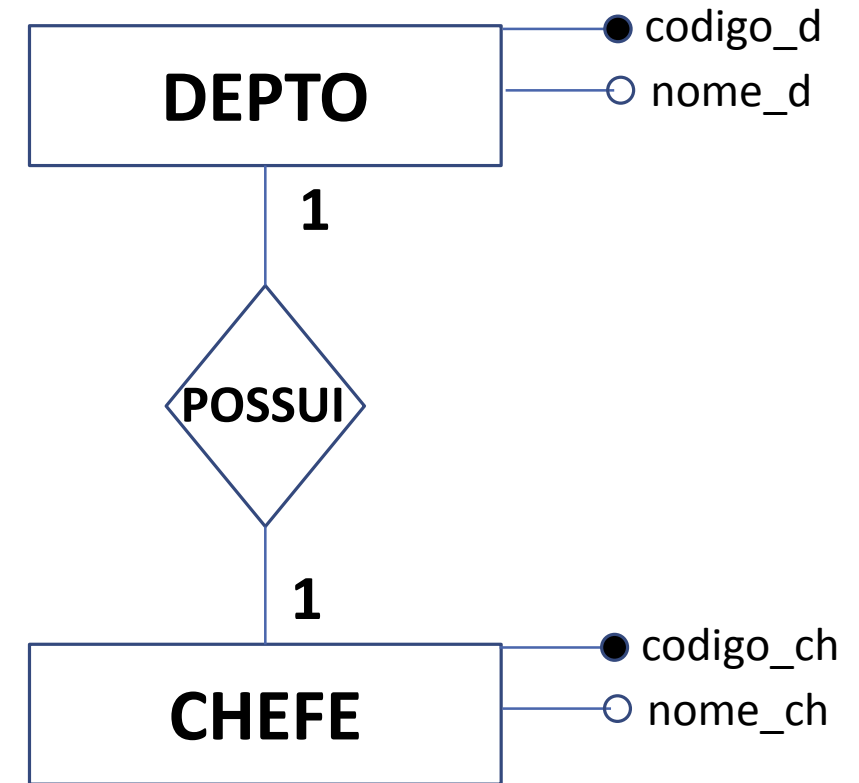 codigo_d
DEPTO
nome_d
1
POSSUI
1
codigo_ch
CHEFE
nome_ch